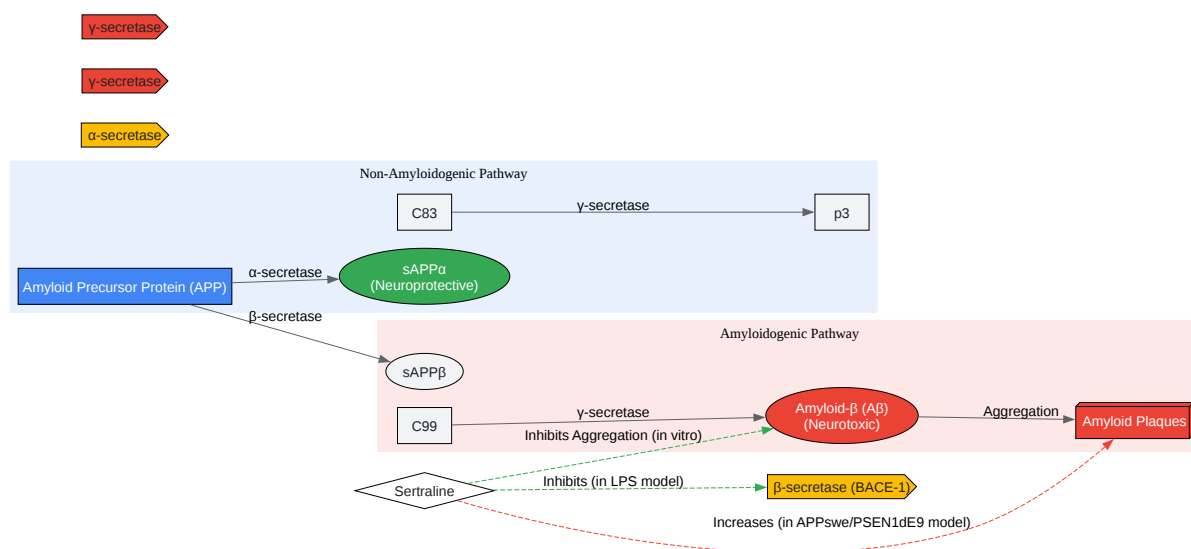 γ-secretase
γ-secretase
α-secretase
Non-Amyloidogenic Pathway
C83
γ-secretase
p3
Amyloid Precursor Protein (APP)
α-secretase
sAPPα
(Neuroprotective)
β-secretase
Amyloidogenic Pathway
sAPPβ
C99
γ-secretase
Amyloid-β (Aβ)
(Neurotoxic)
Aggregation
Amyloid Plaques
Inhibits Aggregation (in vitro)
Sertraline
Inhibits (in LPS model)
β-secretase (BACE-1)
Increases (in APPswe/PSEN1dE9 model)